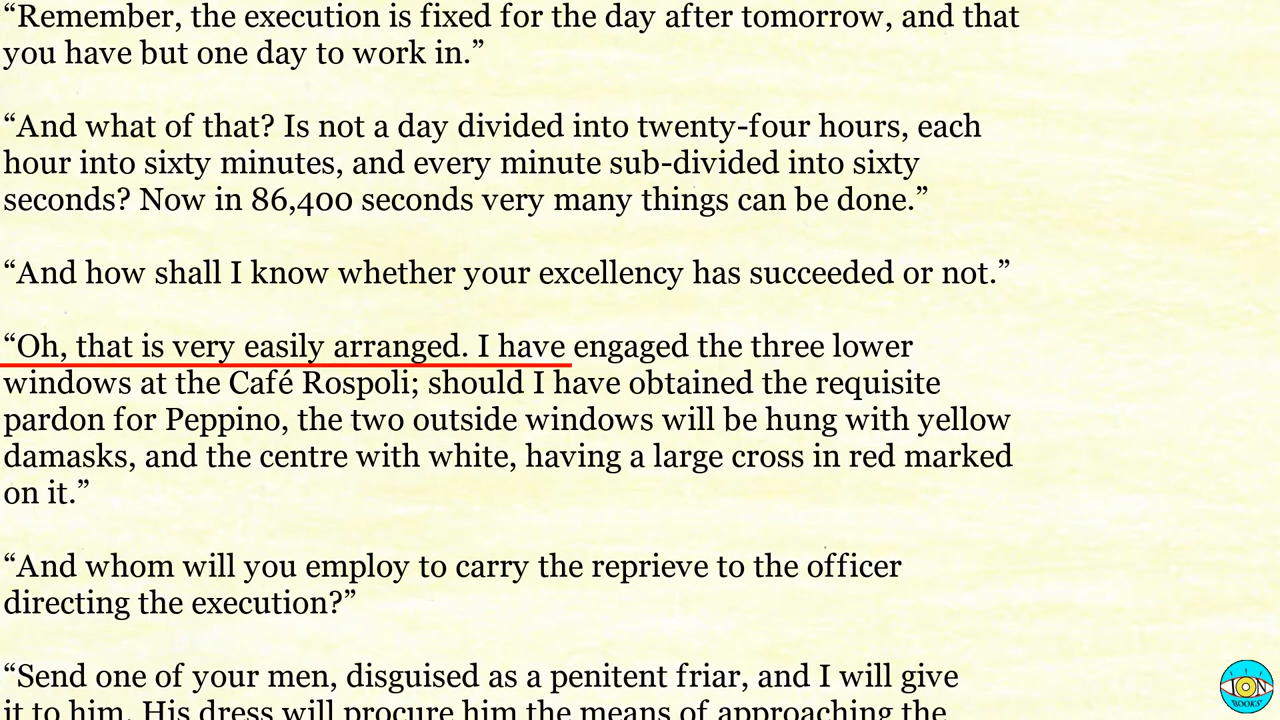 “Remember, the execution is fixed for the day after tomorrow, and that
you have but one day to work in.”
“And what of that? Is not a day divided into twenty-four hours, each
hour into sixty minutes, and every minute sub-divided into sixty
seconds? Now in 86,400 seconds very many things can be done.”
“And how shall I know whether your excellency has succeeded or not.”
“Oh, that is very easily arranged. I have engaged the three lower
windows at the Café Rospoli; should I have obtained the requisite
pardon for Peppino, the two outside windows will be hung with yellow
damasks, and the centre with white, having a large cross in red marked
on it.”
“And whom will you employ to carry the reprieve to the officer
directing the execution?”
“Send one of your men, disguised as a penitent friar, and I will give
it to him. His dress will procure him the means of approaching the
ION
BOOKS